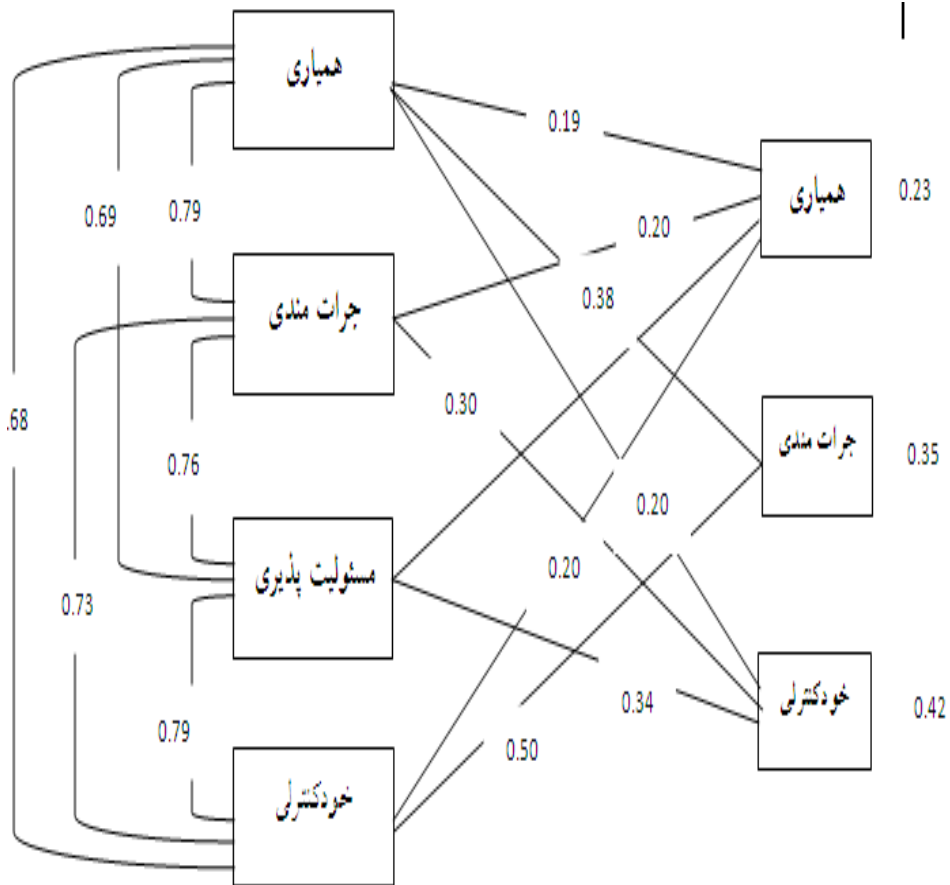 همیاری
0.19
همیاری
0.23
0.69
0.79
0.20
جرات مندی
0.38
0.30
جرات مندی
0.35
.68
0.76
0.20
مسئولیت پذیری
0.20
0.73
0.34
خودکنترلی
0.42
0.79
0.50
خودکنترلی